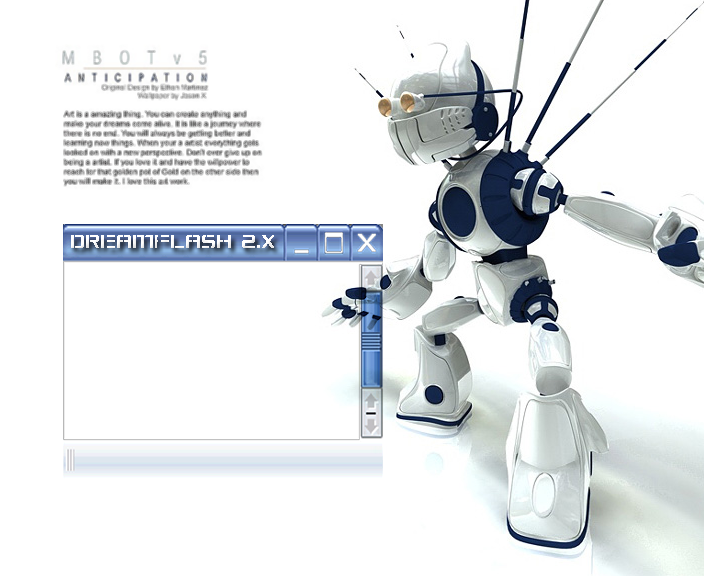 MBOTv5
ANTICIPATION
Original Design by Ethan Martinez
Wallpaper by Jason X
Art is a amazing thing. You can create anything and
make your dreams come alive. It is like a journey where
there is no end. You will always be getting better and
learning new things. When your a artist everything gets
looked on with a new perspective. Don't ever give up on
being a artist. If you love it and have the willpower to
reach for that golden pot of Gold on the other side then
you will make it. I love this art work.
DREAMFLASH 2.X